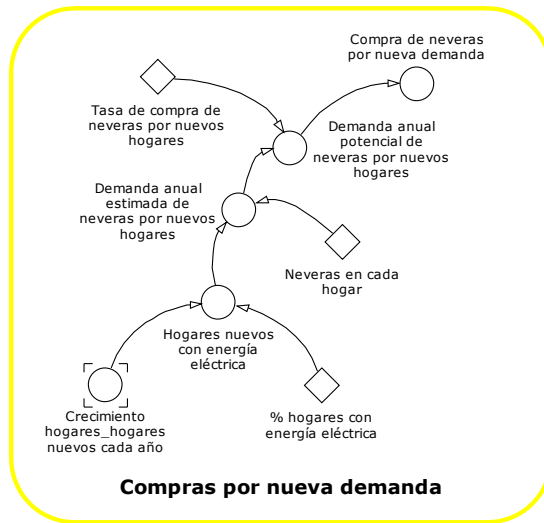 Compra de neveras
por nueva demanda
Tasa de compra de
neveras por nuevos
hogares
Demanda anual
potencial de
neveras por nuevos
hogares
Demanda anual
estimada de
neveras por nuevos
hogares
Neveras en cada
hogar
Hogares nuevos
con energía
eléctrica
Crecimiento
hogares_hogares
nuevos cada año
% hogares con
energía eléctrica
Compras por nueva demanda